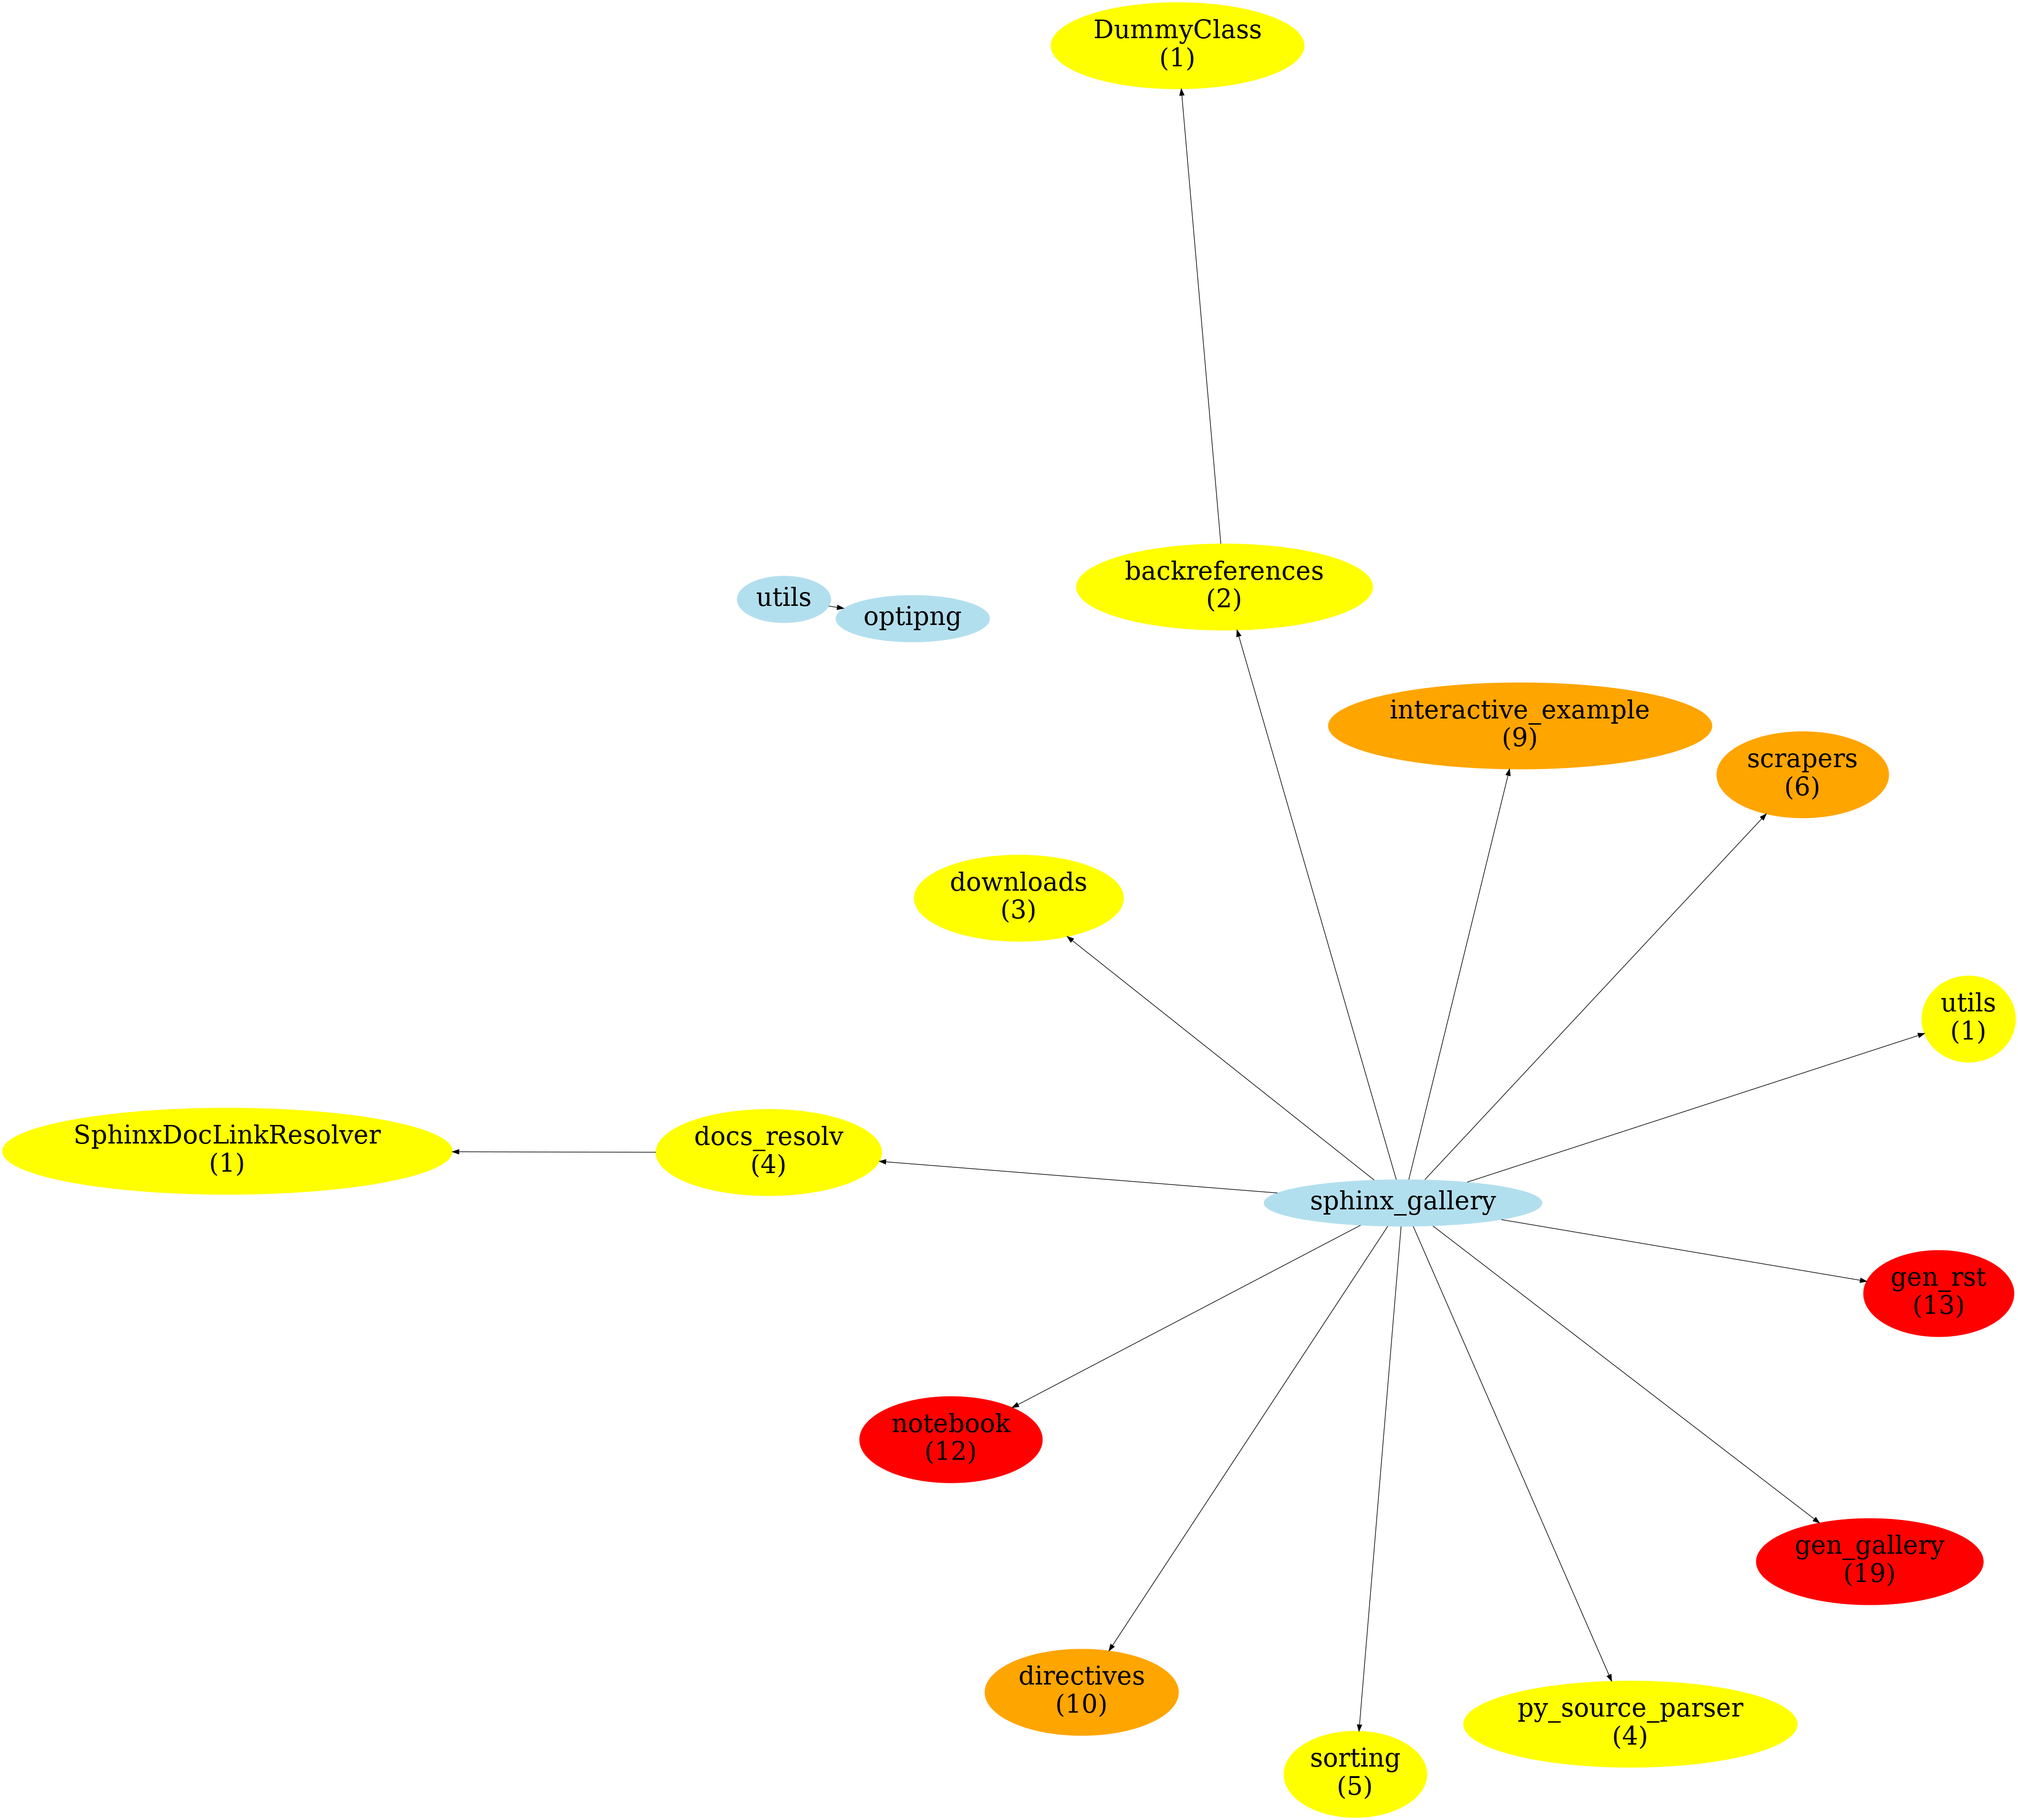 DummyClass
(1)
backreferences
(2)
utils
optipng
interactive_example
(9)
scrapers
(6)
downloads
(3)
utils
(1)
SphinxDocLinkResolver
(1)
docs_resolv
(4)
sphinx_gallery
gen_rst
(13)
notebook
(12)
gen_gallery
(19)
directives
(10)
py_source_parser
(4)
sorting
(5)